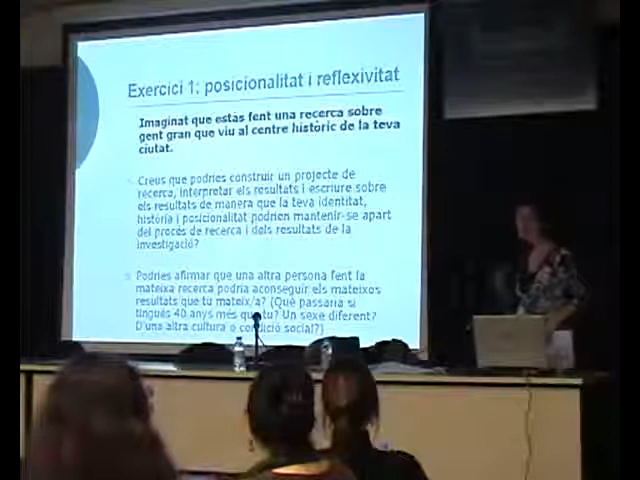 Exercici 1: posicionalitat i reflexivitat
Imaginat que estàs fent una recerca sobre
gent gran que viu al centre històric de la teva
ciutat.
Creus que podries construir un projecte de
recerca, interpretar els resultats i escriure sobre
els resultats de manera que la teva identitat,
història i posicionalitat podrien mantenir-se apart
del procés de recerca i dels resultats de la
investigació?
Podries afirmar que una altra persona fent la
mateixa recerca podria aconseguir els mateixos
resultats que tu mateix/a? (Què passaria si
tingués 40 anys més que tu? Un sexe diferent?
D'una altra cultura o condició social?)